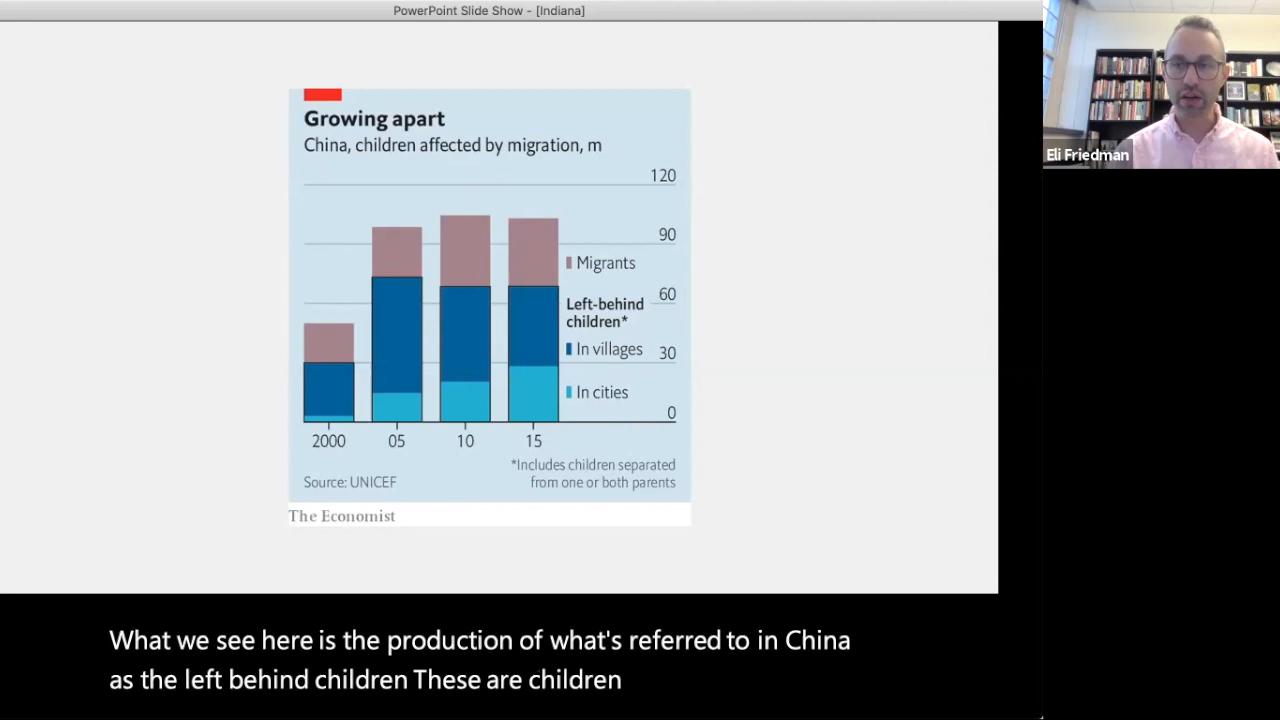 PowerPoint Slide Show - [Indiana]
Growing apart
China, children affected by migration, m
120
90
60
30
0
Migrants
Left-behind
children*
In villages
In cities
2000 05 10 15
*Includes children separated
from one or both parents
Source: UNICEF
The Economist
Eli Friedman
What we see here is the production of what's referred to in China
as the left behind children These are children